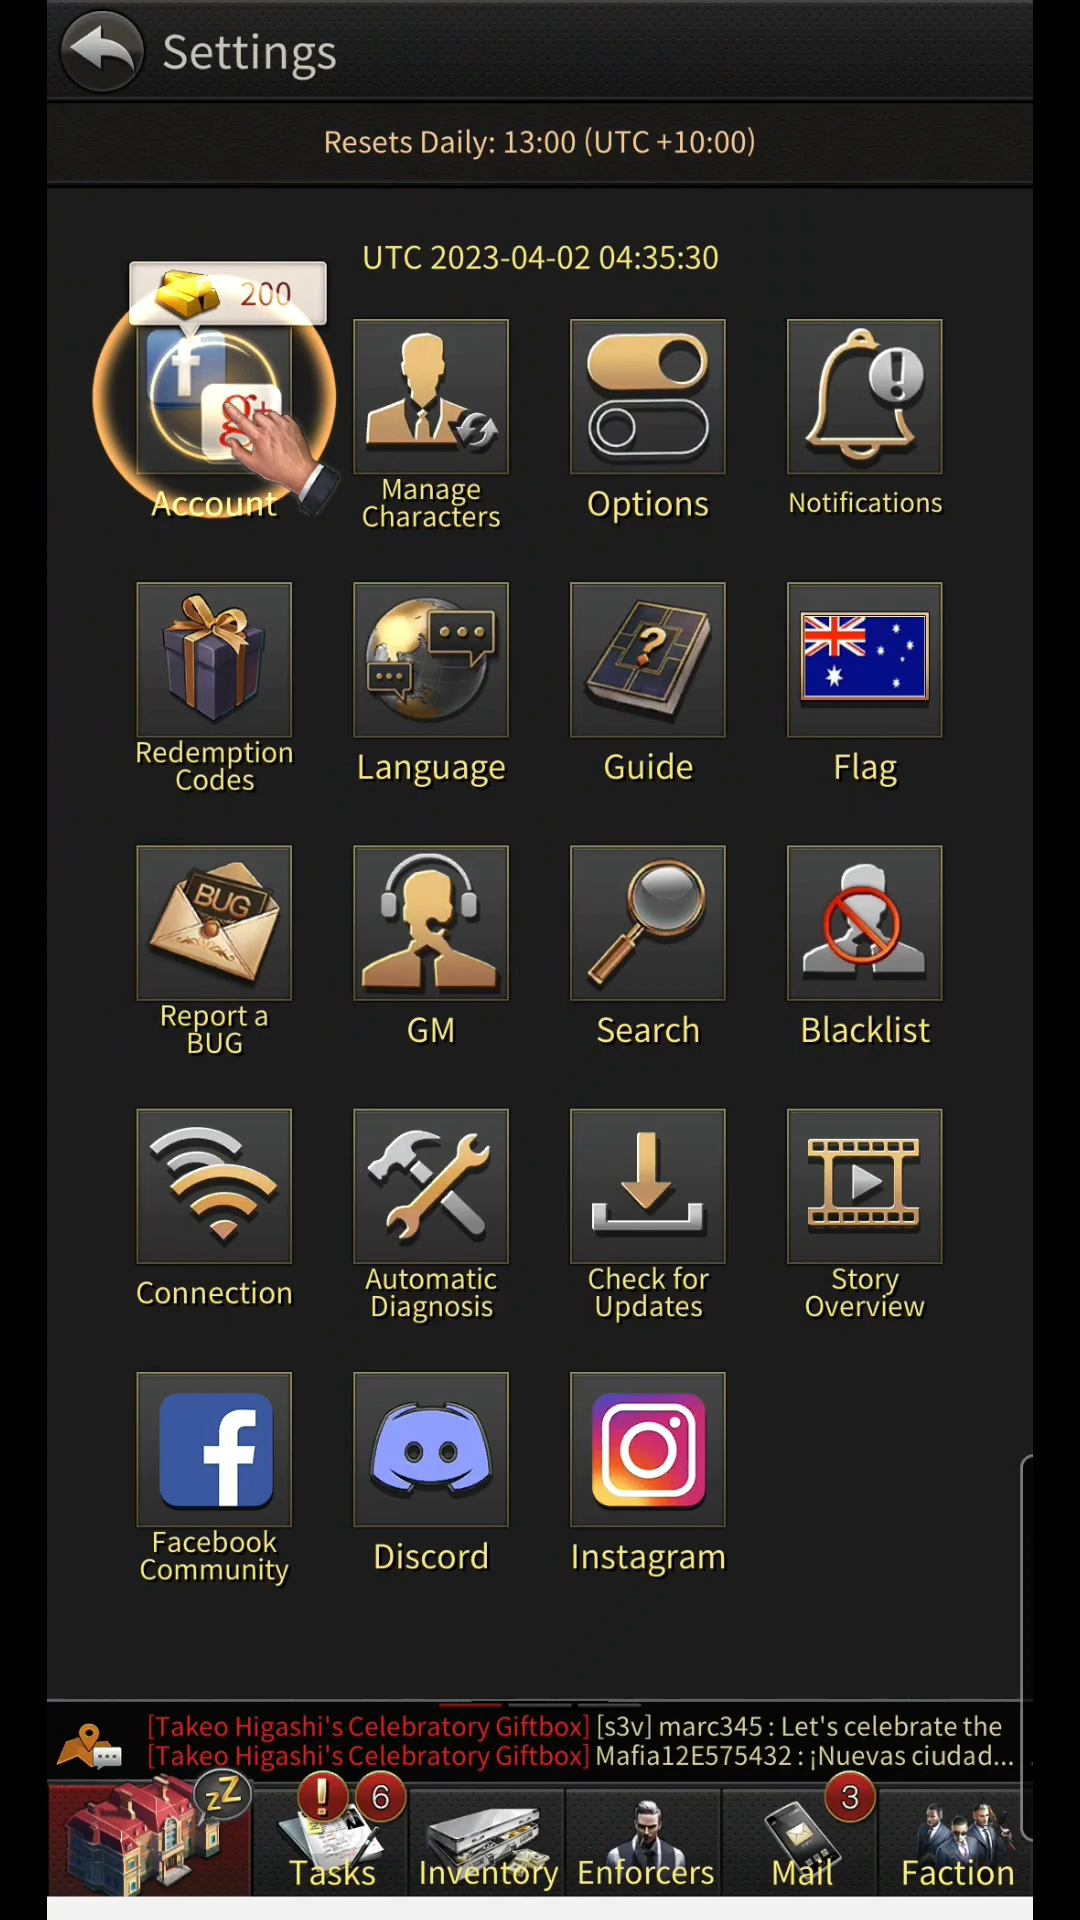 Settings
Resets Daily: 13:00 (UTC +10:00)
UTC 2023-04-02 04:35:30
200
f
g+
Account
Manage
Characters
Options
Notifications
Redemption
Codes
Language
Guide
Flag
BUG
Report a
BUG
GM
Search
Blacklist
Connection
Automatic
Diagnosis
Check for
Updates
Story
Overview
Facebook
Community
Discord
Instagram
[Takeo Higashi's Celebratory Giftbox] [s3v] marc345 : Let's celebrate the
[Takeo Higashi's Celebratory Giftbox] Mafia12E575432 : ¡Nuevas ciudad...
zZ
!
6
3
Tasks
Inventory
Enforcers
Mail
Faction